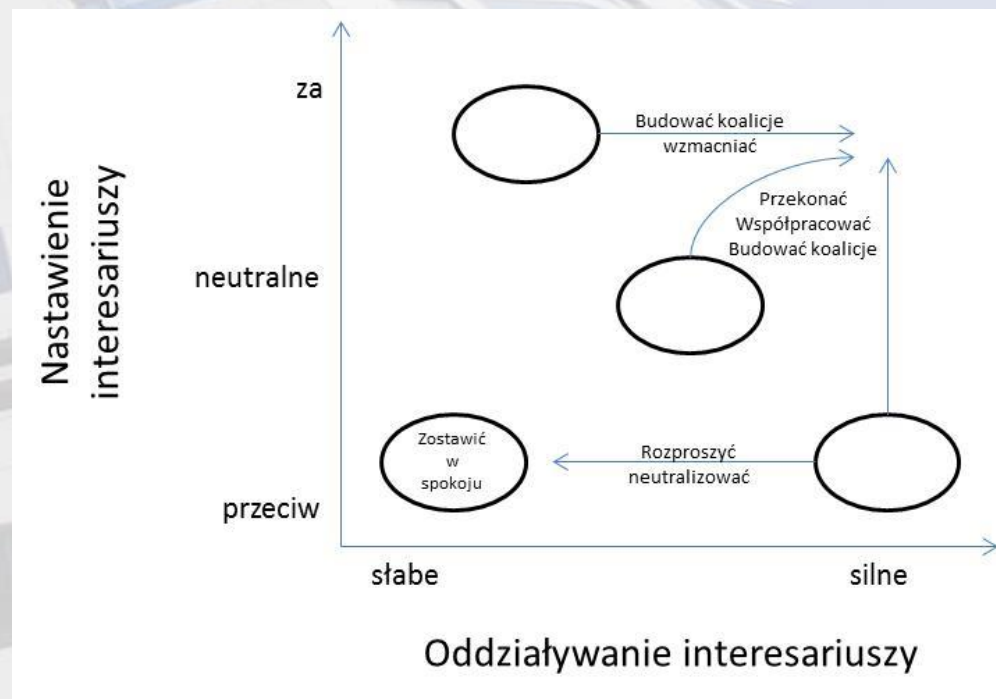 za
Budować koalicje
wzmacniać
Przekonać
Współpracować
Budować koalicje
Nastawienie
interesariuszy
neutralne
Zostawić
w
spokoju
Rozproszyć
neutralizować
przeciw
słabe
silne
Oddziaływanie interesariuszy